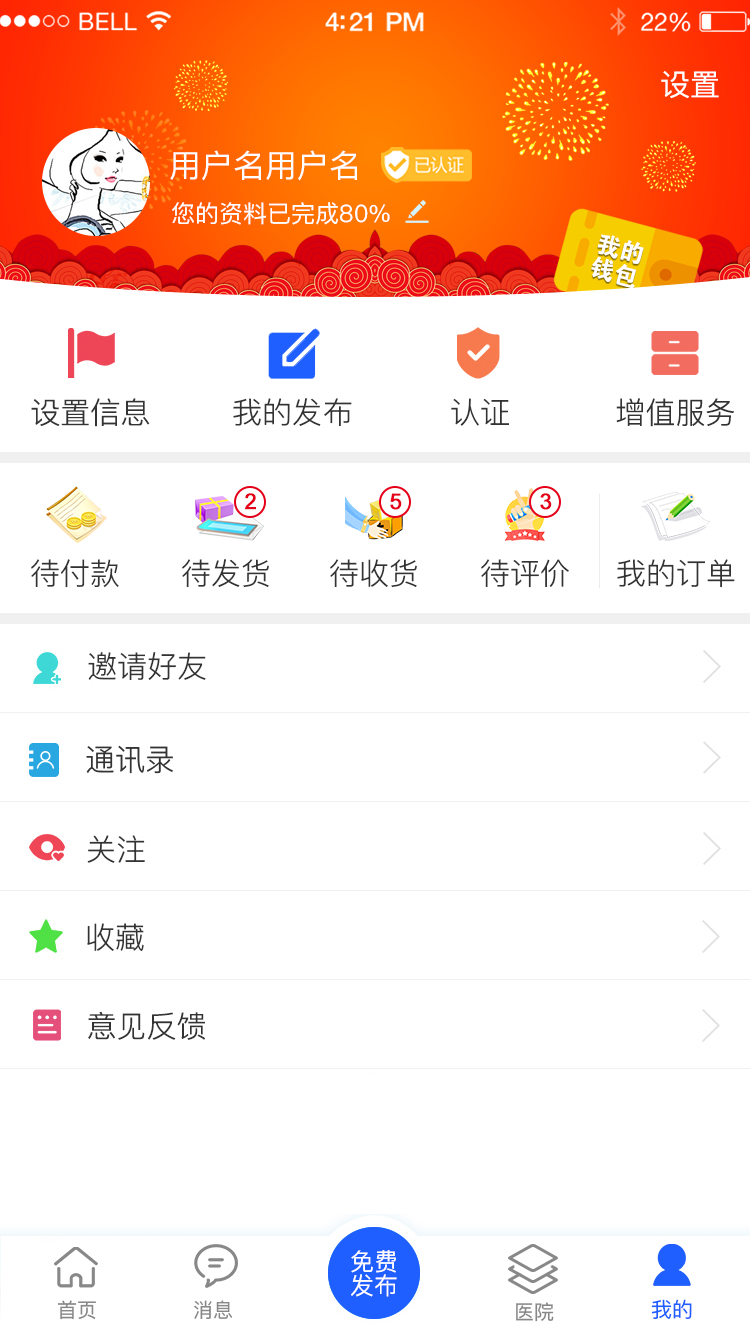 BELL 4:21 PM 22%
设置
用户名用户名 已认证
您的资料已完成80%
我的
钱包
设置信息 我的发布 认证 增值服务
2 5 3
待付款 待发货 待收货 待评价 我的订单
邀请好友
通讯录
关注
收藏
意见反馈
免费
发布
首页 消息 医院 我的